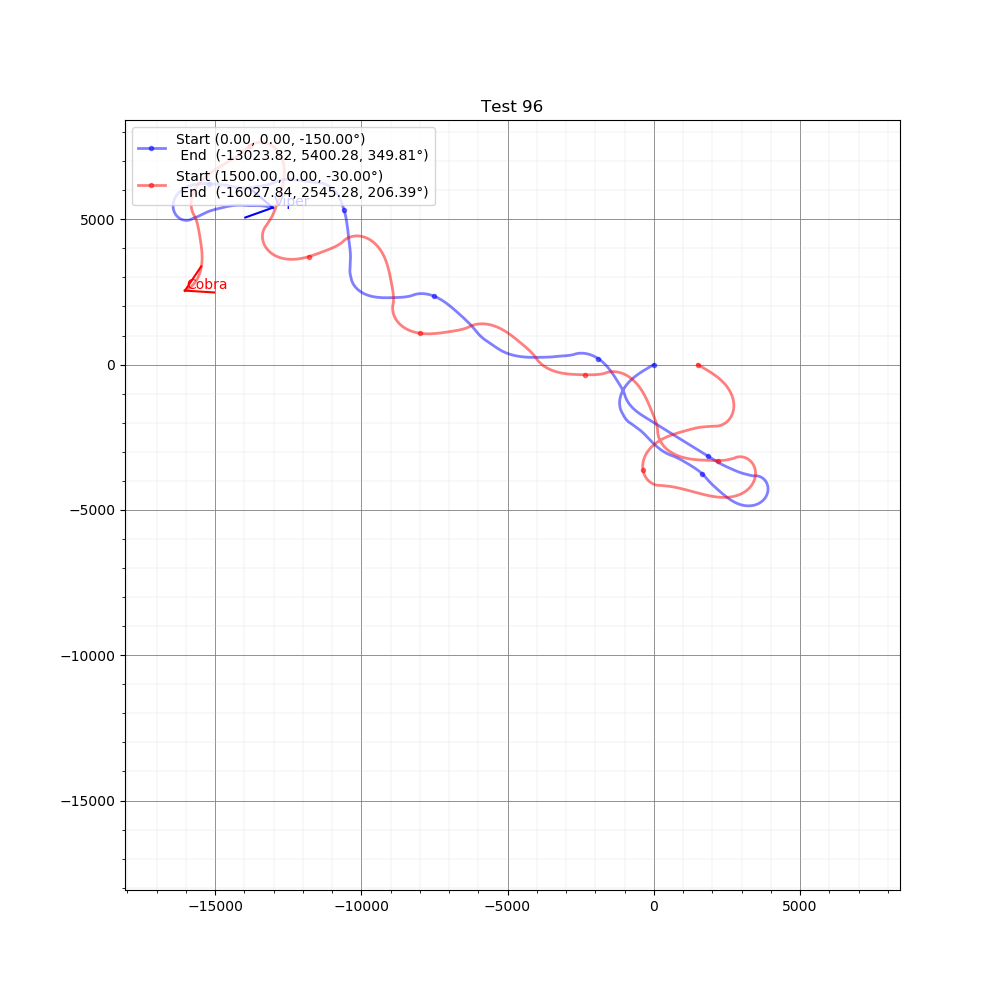 Test 96
Start (0.00, 0.00, -150.00°)
End (-13023.82, 5400.28, 349.81°)
Start (1500.00, 0.00, -30.00°)
End (-16027.84, 2545.28, 206.39°)
Viper
Cobra
5000
0
−5000
−10000
−15000
−15000
−10000
−5000
0
5000